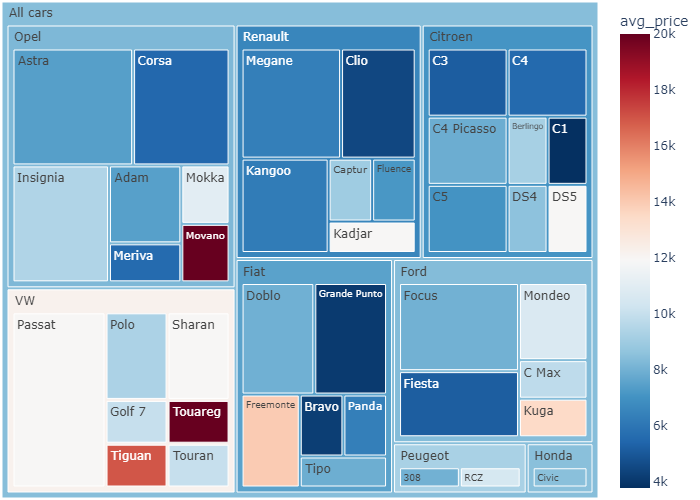 All cars
Opel
Astra
Corsa
Insignia
Adam
Mokka
Meriva
Movano
Renault
Megane
Clio
Kangoo
Captur
Fluence
Kadjar
Citroen
C3
C4
C4 Picasso
Berlingo
C1
C5
DS4
DS5
VW
Passat
Polo
Sharan
Golf 7
Touareg
Tiguan
Touran
Fiat
Doblo
Grande Punto
Freemonte
Bravo
Panda
Tipo
Ford
Focus
Mondeo
Fiesta
C Max
Kuga
Peugeot
308
RCZ
Honda
Civic
avg_price
20k
18k
16k
14k
12k
10k
8k
6k
4k